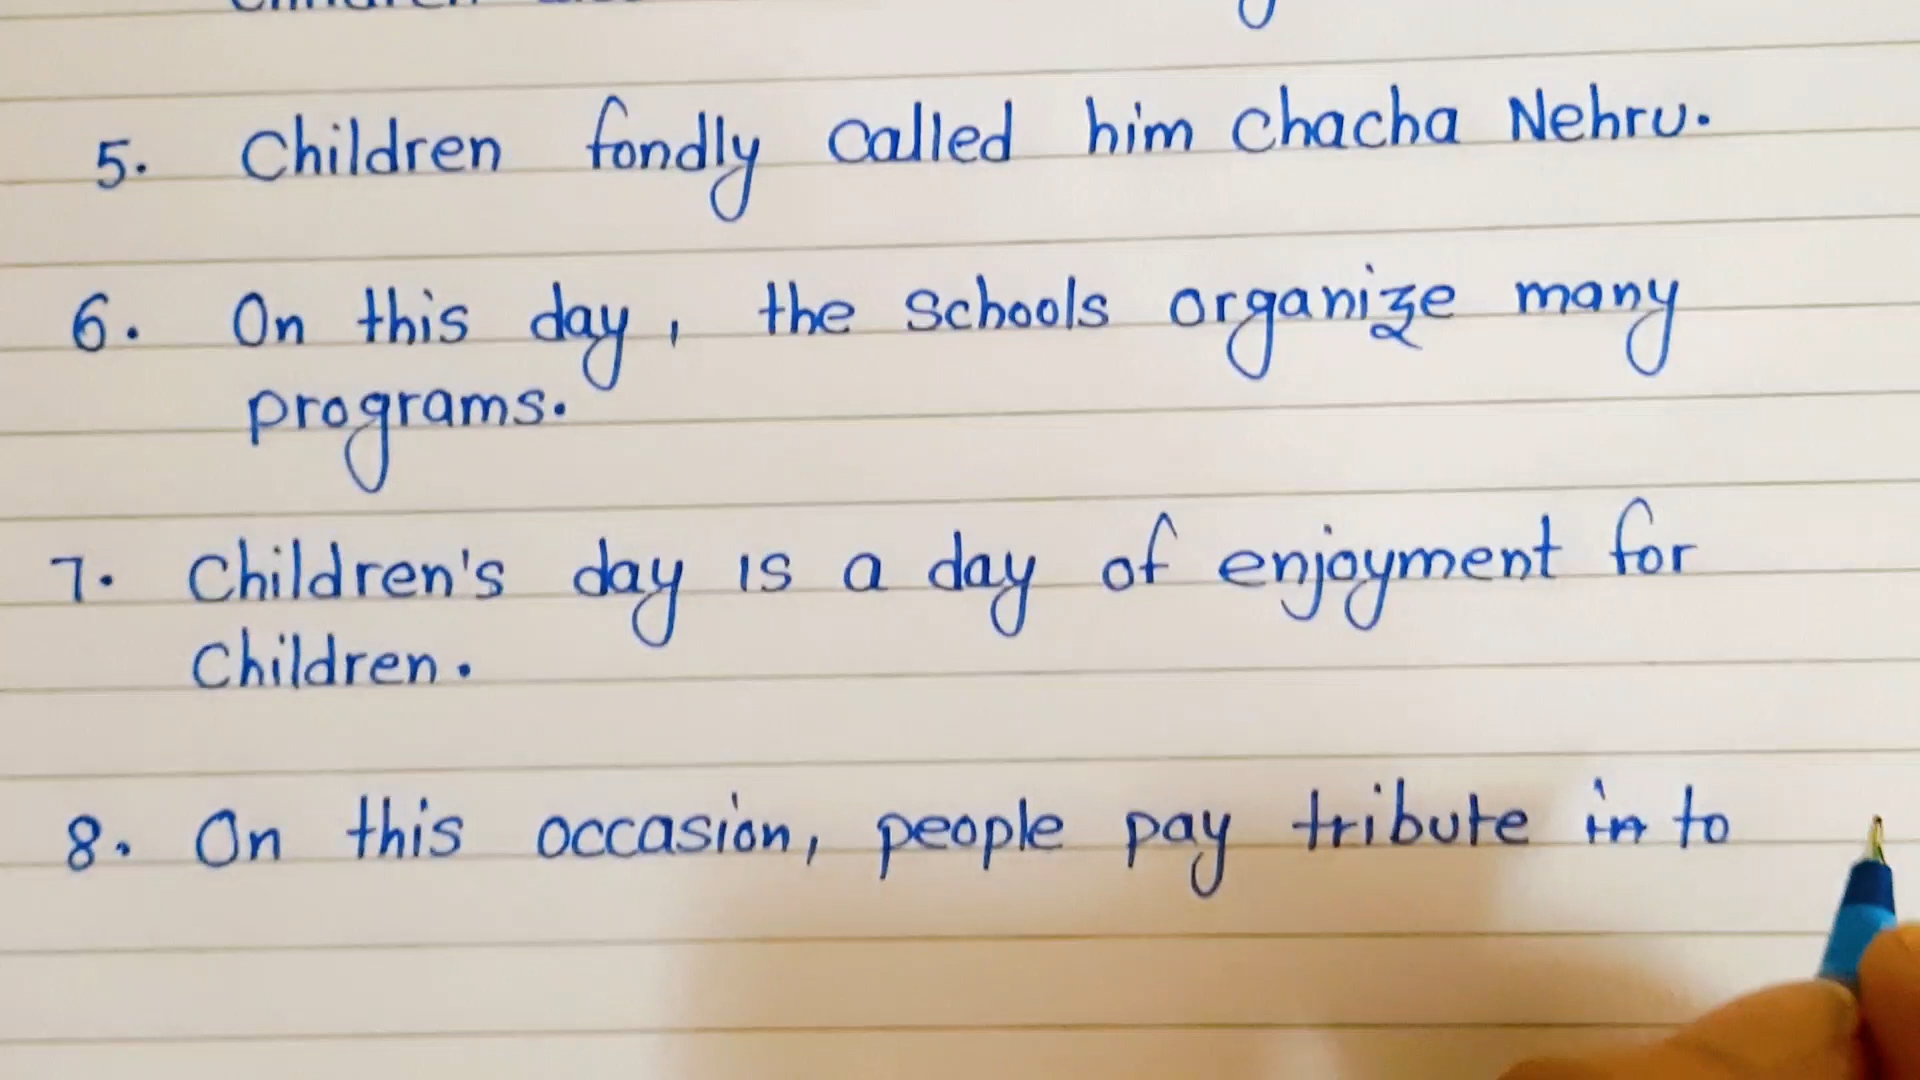 Children
5. Children fondly called him Chacha Nehru.
6. On this day, the schools organize many
programs.
7. Children's day is a day of enjoyment for
Children.
8. On this occasion, people pay tribute in to